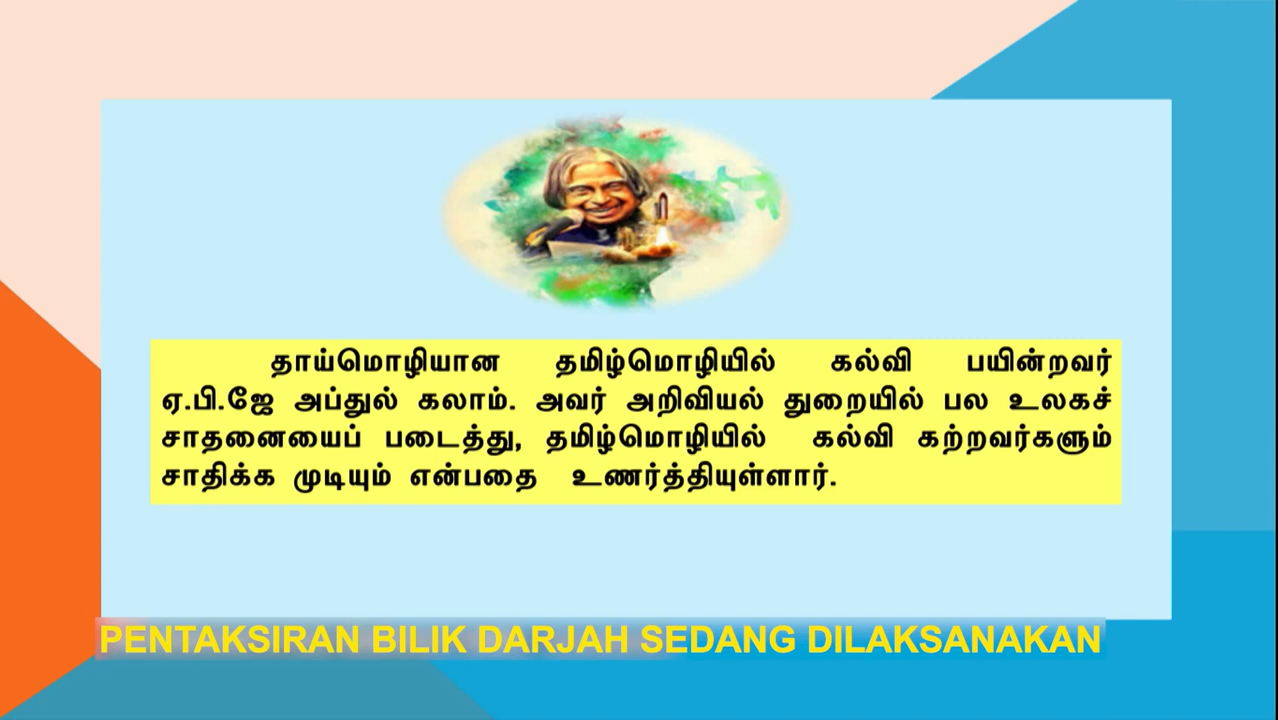 தாய்மொழியான தமிழ்மொழியில் கல்வி பயின்றவர்
ஏ.பி.ஜே அப்துல் கலாம். அவர் அறிவியல் துறையில் பல உலகச்
சாதனையைப் படைத்து, தமிழ்மொழியில் கல்வி கற்றவர்களும்
சாதிக்க முடியும் என்பதை உணர்த்தியுள்ளார்.
PENTAKSIRAN BILIK DARJAH SEDANG DILAKSANAKAN